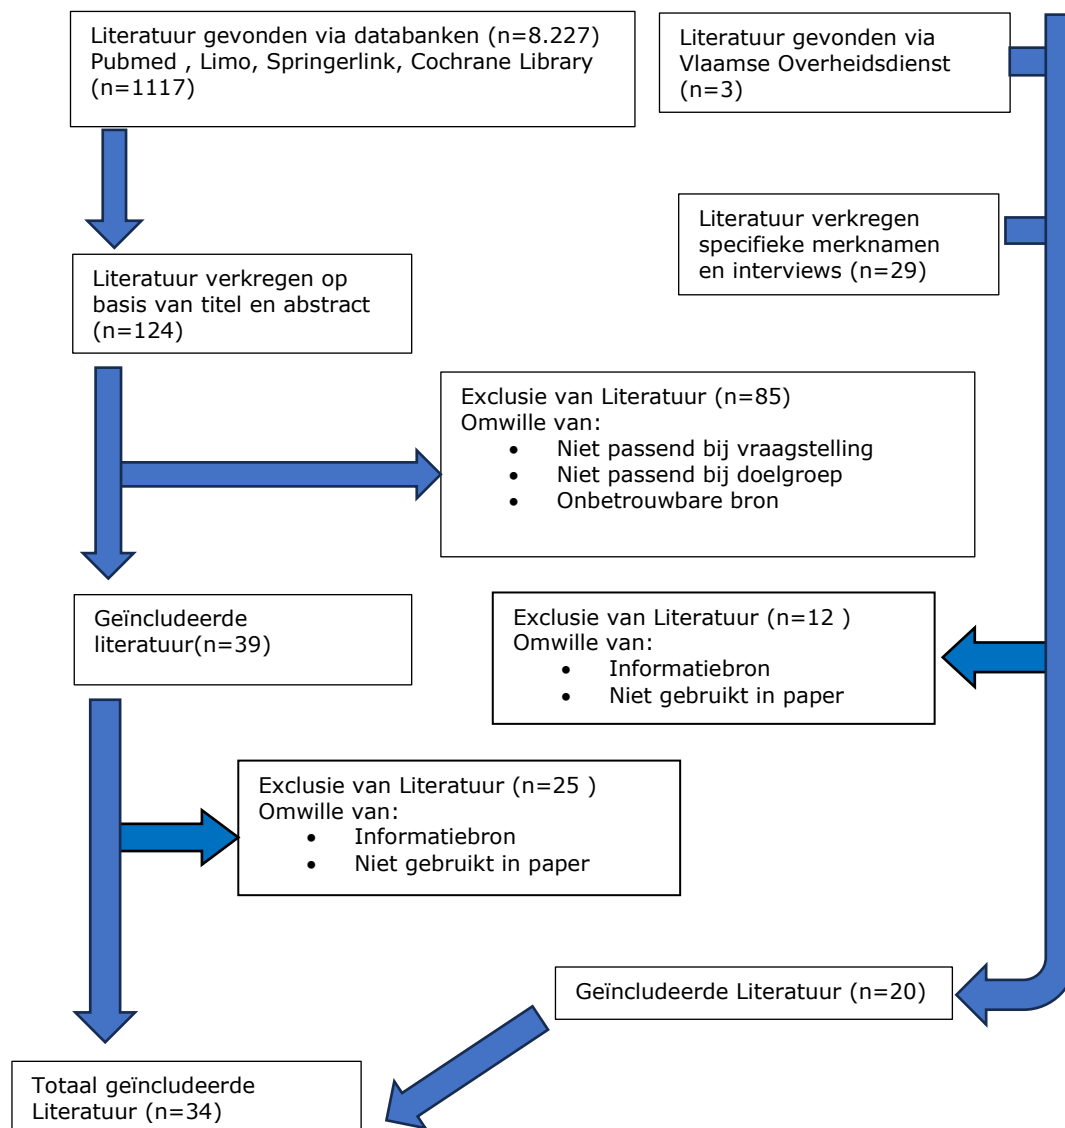 Literatuur gevonden via databanken (n=8.227)
Pubmed , Limo, Springerlink, Cochrane Library
(n=1117)
Literatuur gevonden via
Vlaamse Overheidsdienst
(n=3)
Literatuur verkregen
specifieke merknamen
en interviews (n=29)
Literatuur verkregen op
basis van titel en abstract
(n=124)
Exclusie van Literatuur (n=85)
Omwille van:
• Niet passend bij vraagstelling
• Niet passend bij doelgroep
• Onbetrouwbare bron
Geïncludeerde
literatuur(n=39)
Exclusie van Literatuur (n=12 )
Omwille van:
• Informatiebron
• Niet gebruikt in paper
Exclusie van Literatuur (n=25 )
Omwille van:
• Informatiebron
• Niet gebruikt in paper
Geïncludeerde Literatuur (n=20)
Totaal geïncludeerde
Literatuur (n=34)